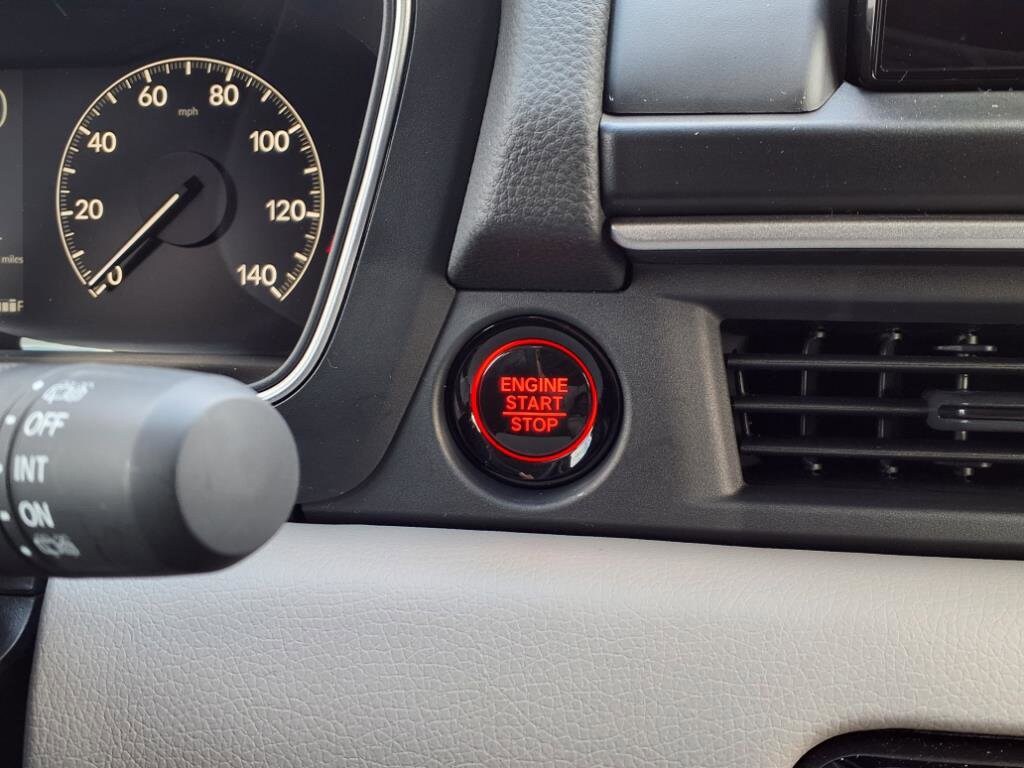 60
80
mph
40
100
20
120
miles
0
140
F
ENGINE
START
STOP
OFF
INT
ON